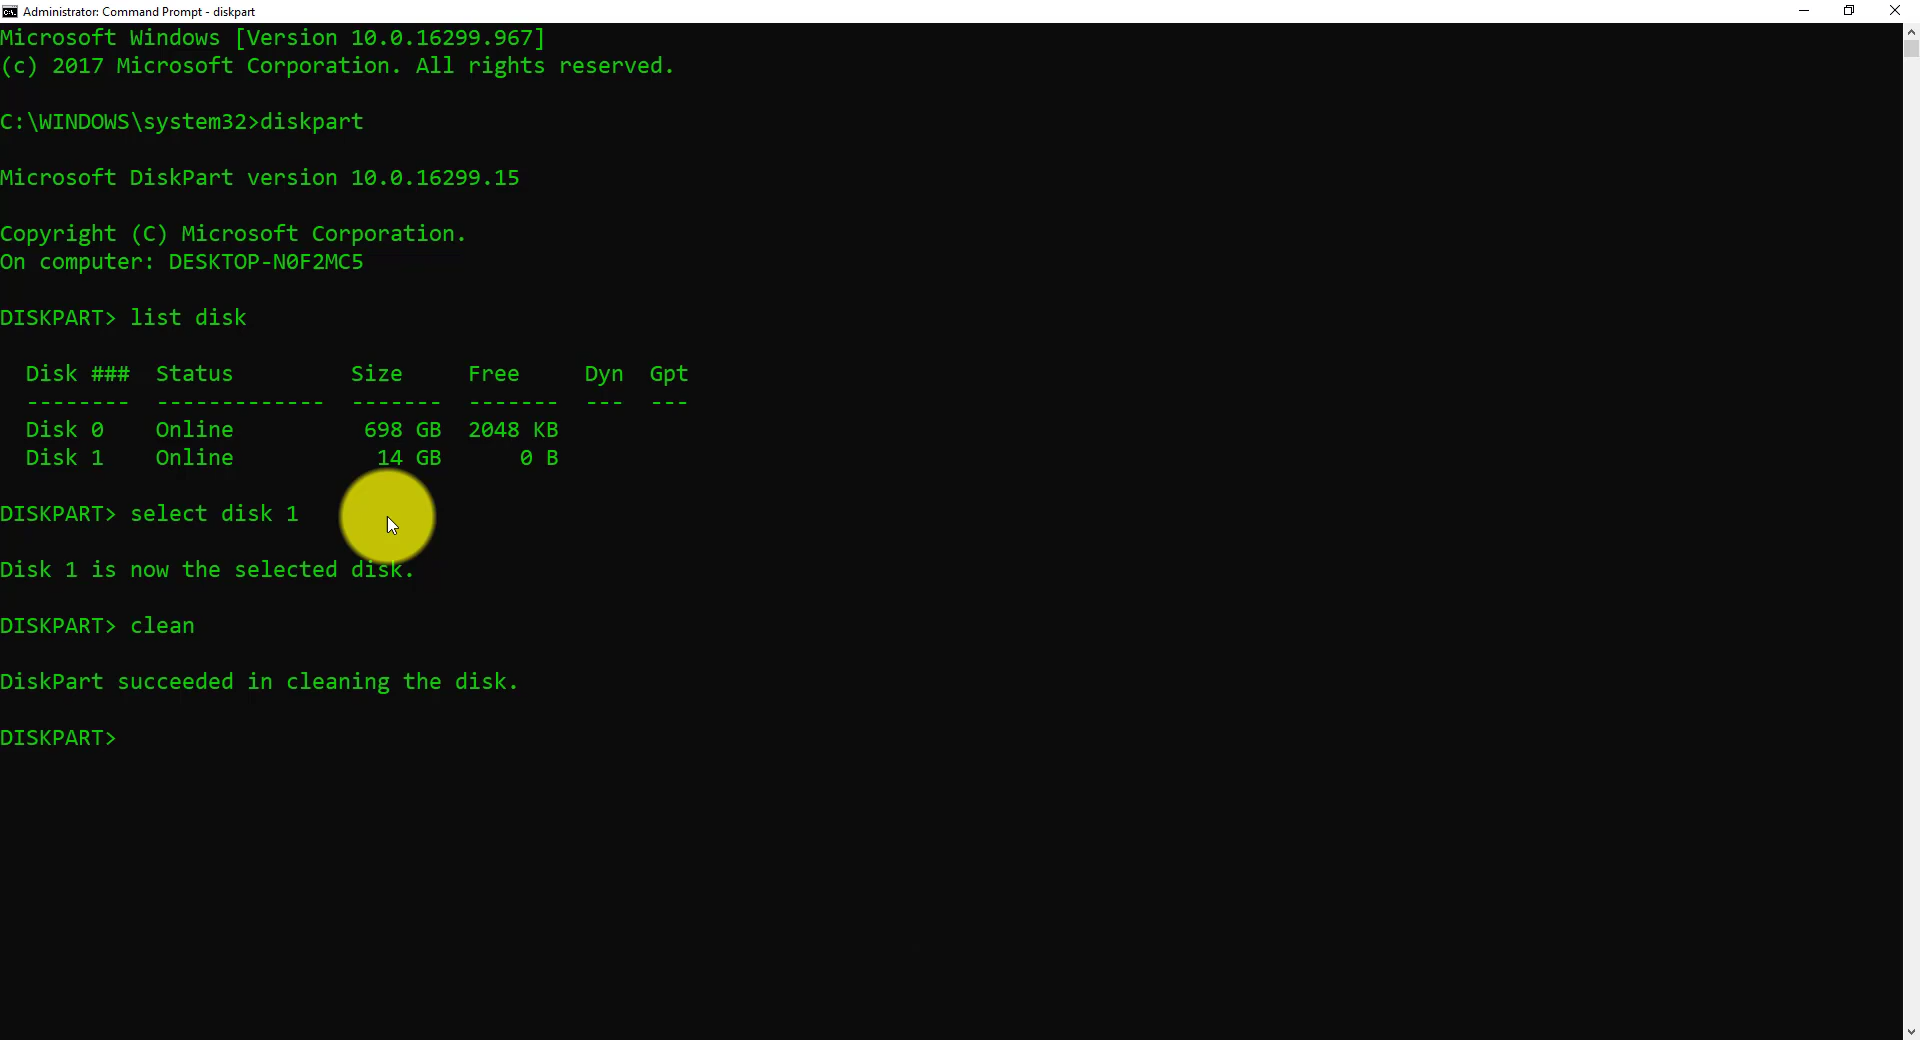 Administrator: Command Prompt - diskpart
Microsoft Windows [Version 10.0.16299.967]
(c) 2017 Microsoft Corporation. All rights reserved.
C:\WINDOWS\system32>diskpart
Microsoft DiskPart version 10.0.16299.15
Copyright (C) Microsoft Corporation.
On computer: DESKTOP-N0F2MC5
DISKPART> list disk
Disk ###  Status         Size     Free     Dyn  Gpt
--------  -------------  -------  -------  ---  ---
Disk 0    Online          698 GB  2048 KB
Disk 1    Online           14 GB      0 B
DISKPART> select disk 1
Disk 1 is now the selected disk.
DISKPART> clean
DiskPart succeeded in cleaning the disk.
DISKPART>